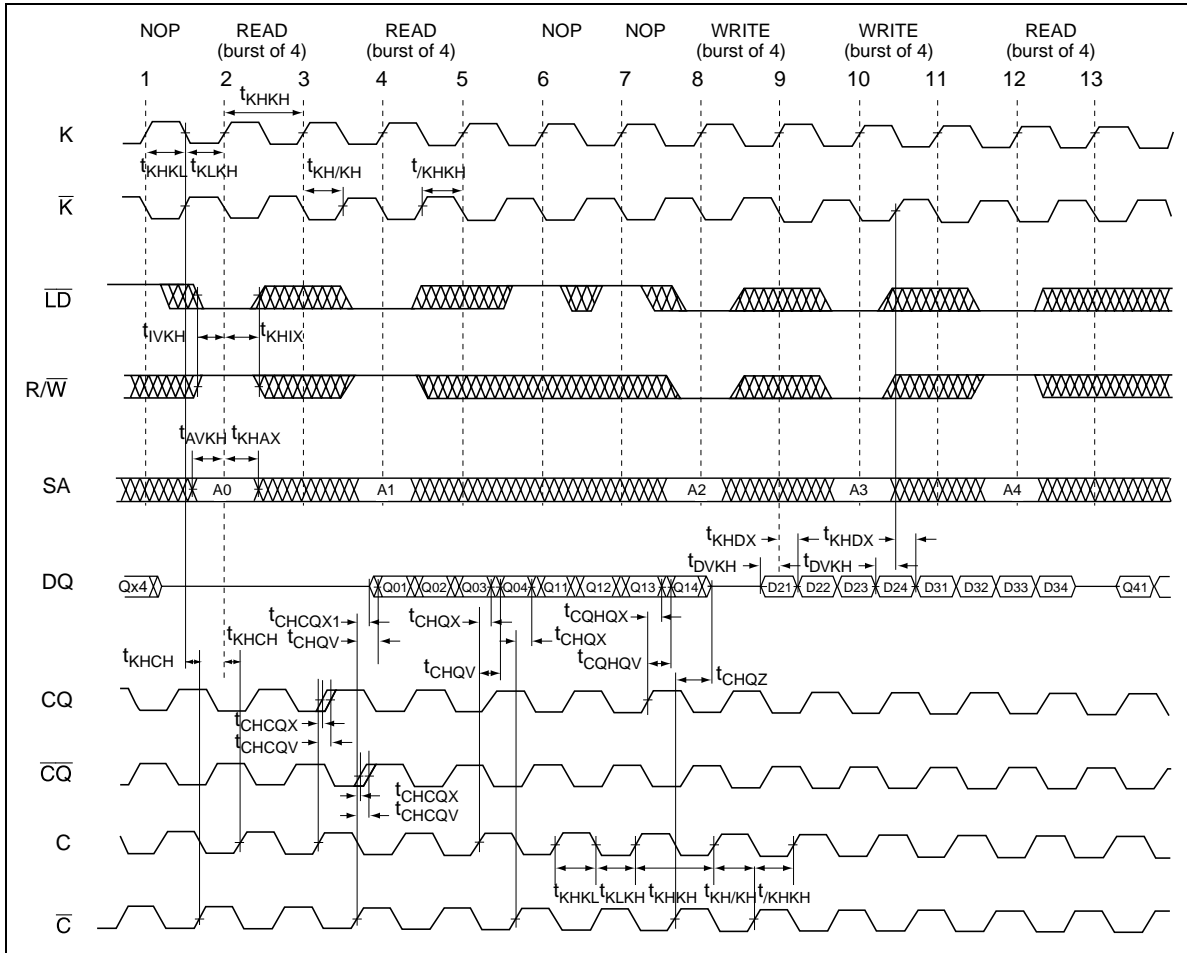 NOP READ READ NOP NOP WRITE WRITE READ
(burst of 4) (burst of 4) (burst of 4) (burst of 4) (burst of 4)
1 2 3 4 5 6 7 8 9 10 11 12 13
tKHKH
K
tKHKL tKLKH tKH/KH t/KHKH
K
LD
tIVKH tKHIX
R/W
tAVKH tKHAX
SA A0 A1 A2 A3 A4
tKHDX tKHDX
tDVKH tDVKH
DQ Qx4 Q01 Q02 Q03 Q04 Q11 Q12 Q13 Q14 D21 D22 D23 D24 D31 D32 D33 D34 Q41
tCHCQX1 tCHQX tCQHQX
tKHCH tKHCH tCHQV tCHQX
tCHQV tCQHQV tCHQZ
CQ
tCHCQX
tCHCQV
CQ
tCHCQX
tCHCQV
C
tKHKL tKLKH tKHKH tKH/KH t/KHKH
C